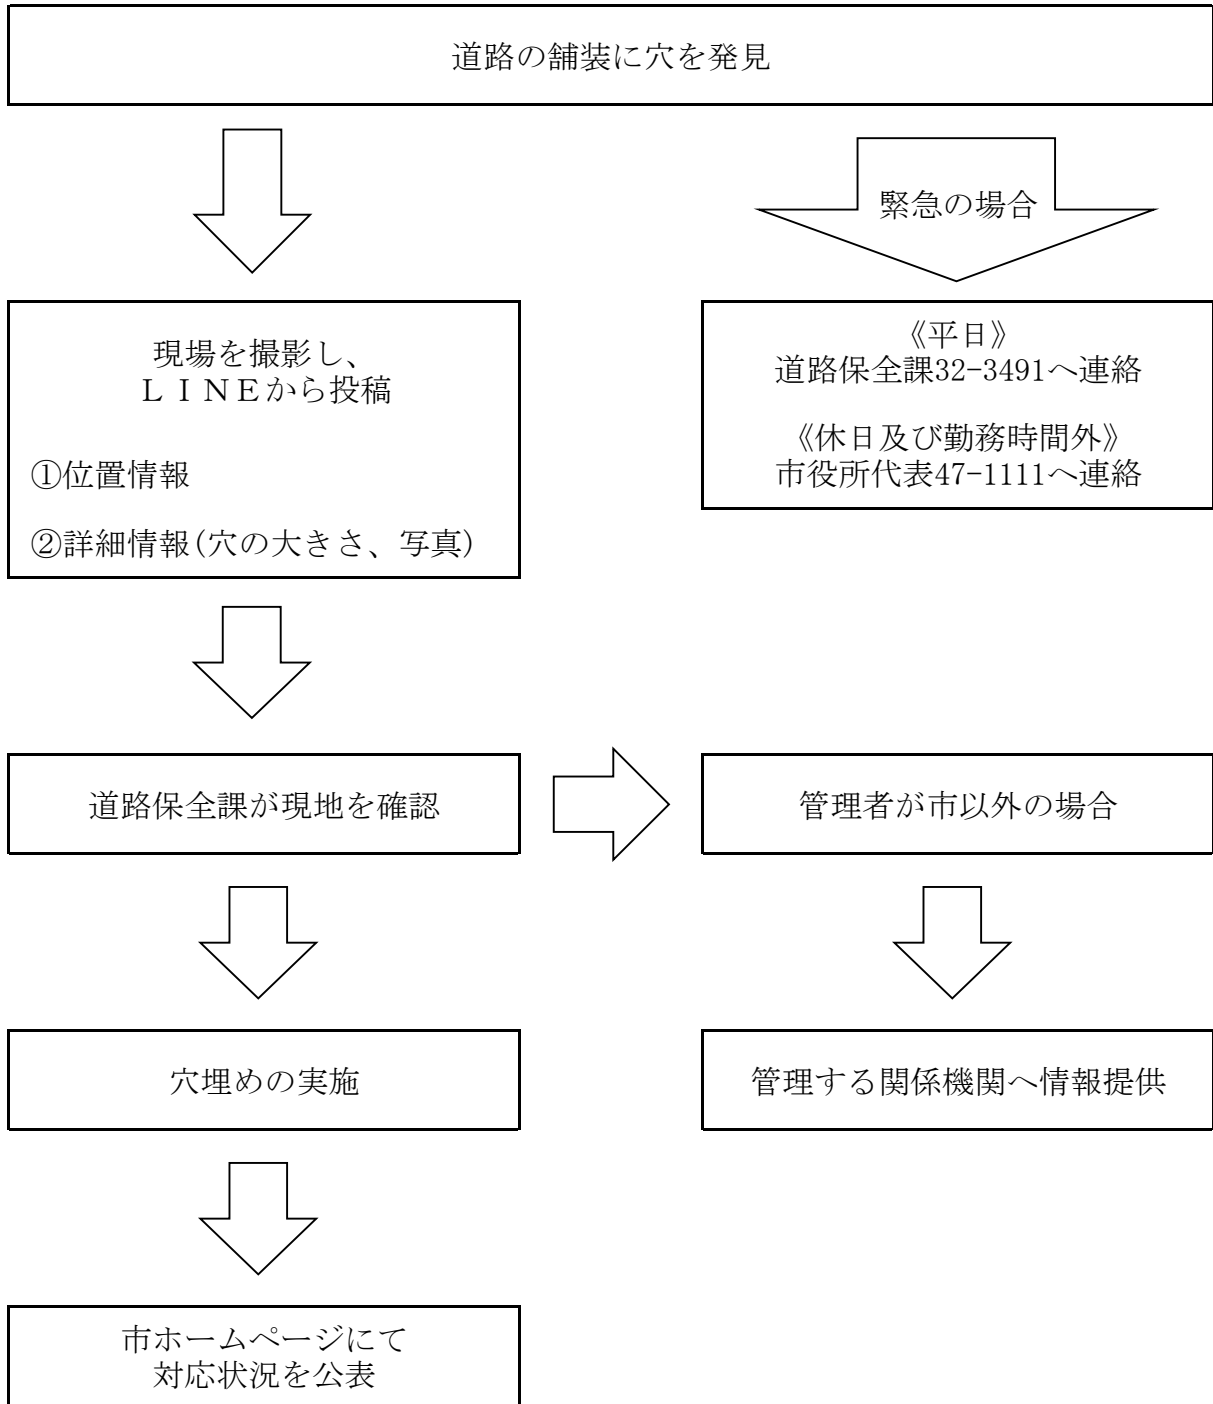 道路の舗装に穴を発見
緊急の場合
現場を撮影し、
ＬＩＮＥから投稿
①位置情報
②詳細情報(穴の大きさ、写真)
《平日》
道路保全課32-3491へ連絡
《休日及び勤務時間外》
市役所代表47-1111へ連絡
道路保全課が現地を確認
管理者が市以外の場合
穴埋めの実施
管理する関係機関へ情報提供
市ホームページにて
対応状況を公表